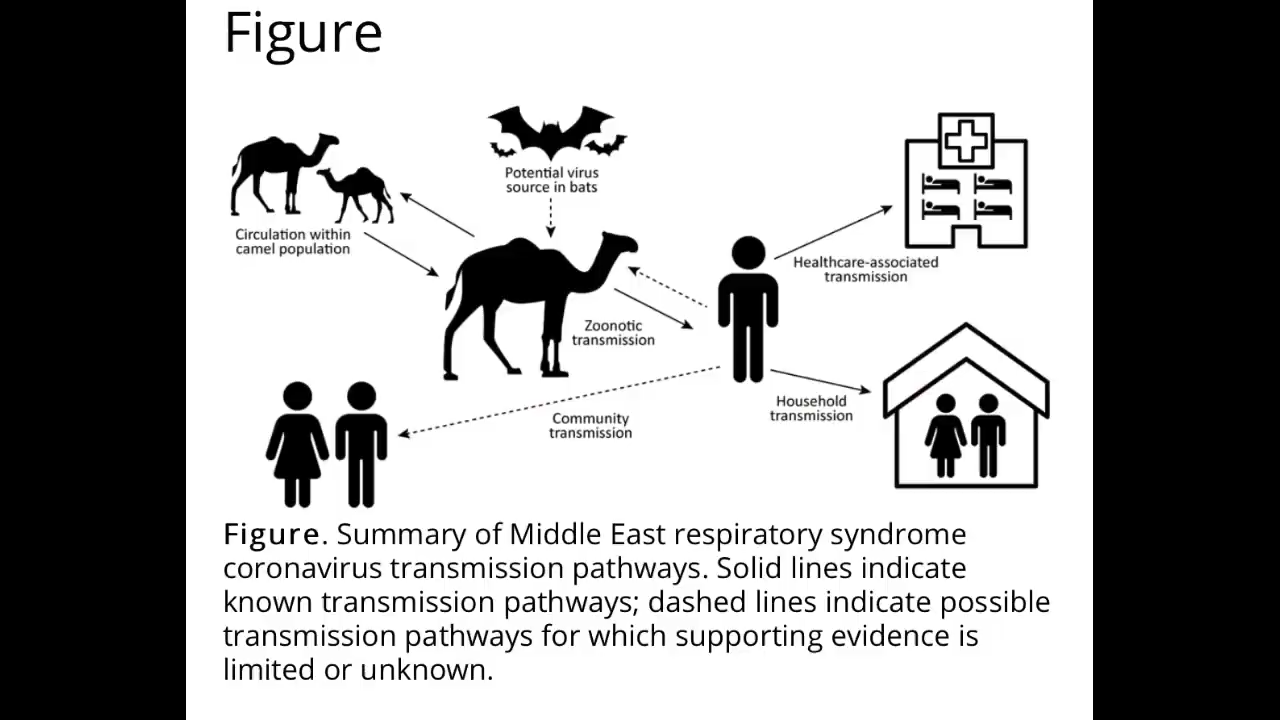 Figure
Potential virus
source in bats
Circulation within
camel population
Healthcare-associated
transmission
Zoonotic
transmission
Household
transmission
Community
transmission
Figure. Summary of Middle East respiratory syndrome
coronavirus transmission pathways. Solid lines indicate
known transmission pathways; dashed lines indicate possible
transmission pathways for which supporting evidence is
limited or unknown.